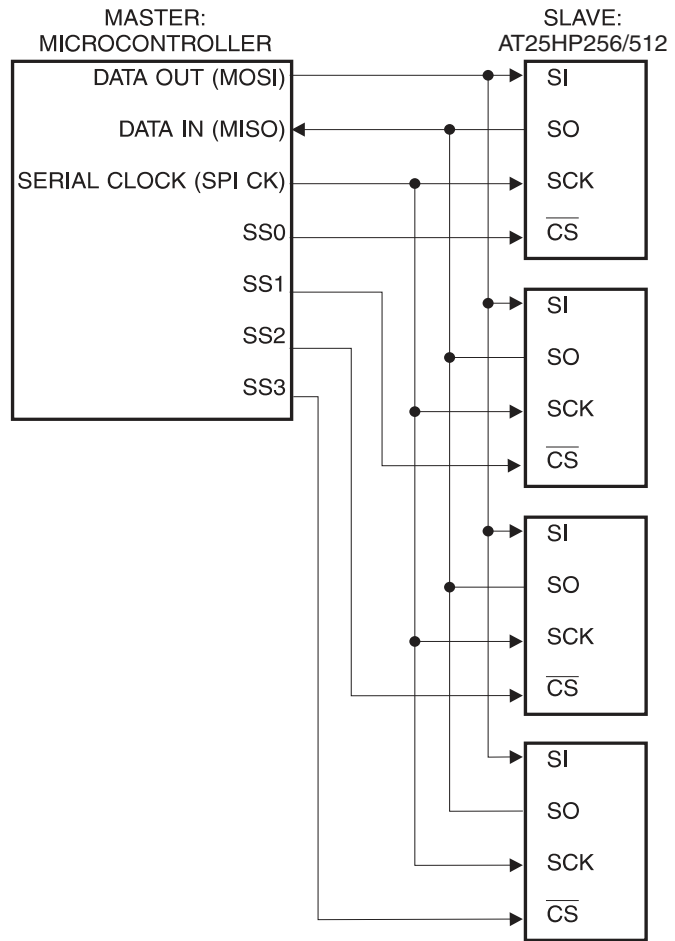 MASTER:
MICROCONTROLLER
DATA OUT (MOSI)
DATA IN (MISO)
SERIAL CLOCK (SPI CK)
SS0
SS1
SS2
SS3
SLAVE:
AT25HP256/512
SI
SO
SCK
CS
SI
SO
SCK
CS
SI
SO
SCK
CS
SI
SO
SCK
CS